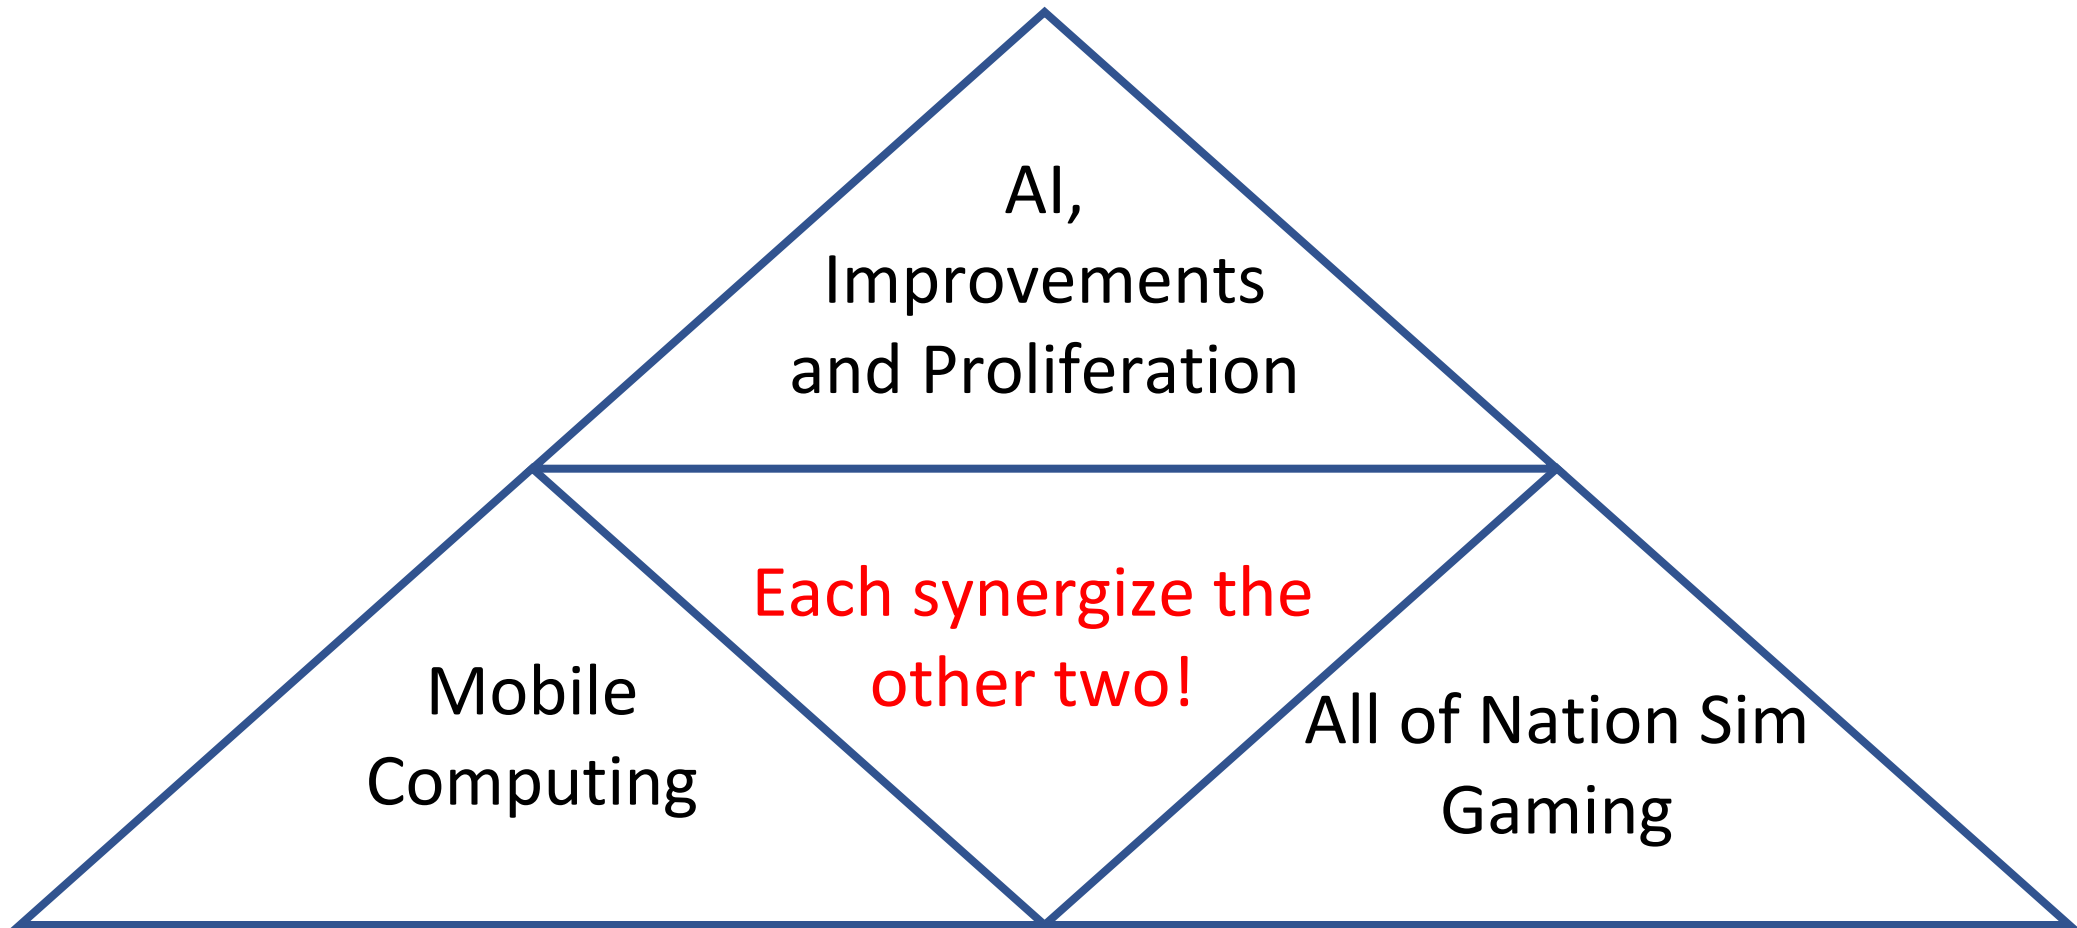 AI,
Improvements
and Proliferation
Each synergize the
other two!
Mobile
Computing
All of Nation Sim
Gaming